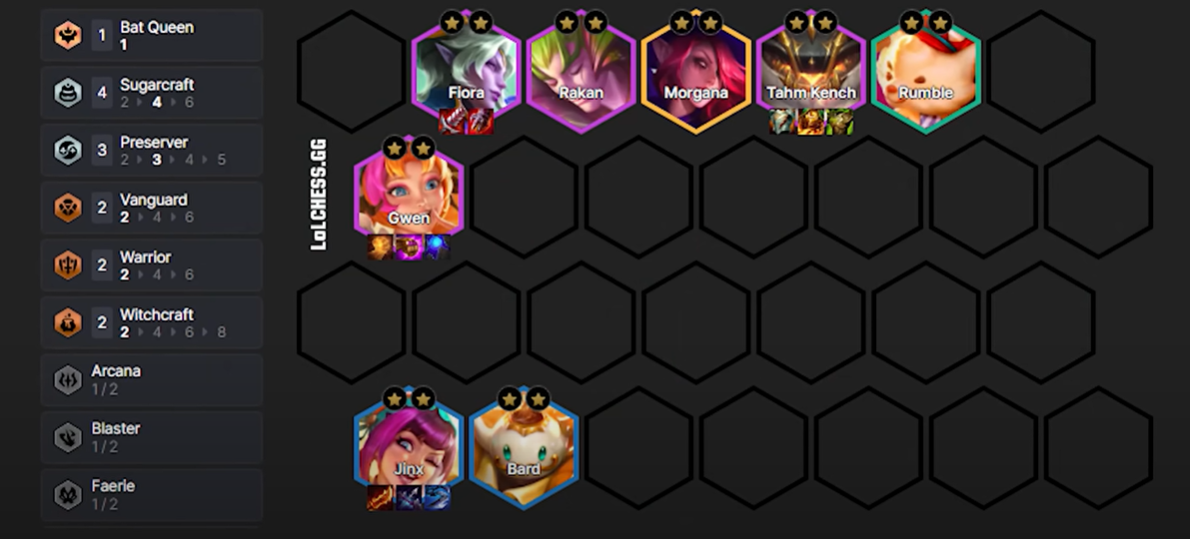 1 Bat Queen
1
4 Sugarcraft
2 4 6
3 Preserver
2 3 4 5
2 Vanguard
2 4 6
2 Warrior
2 4 6
2 Witchcraft
2 4 6 8
Arcana
1 / 2
Blaster
1 / 2
Faerie
1 / 2
LoLCHESS.GG
Fiora
Rakan
Morgana
Tahm Kench
Rumble
Gwen
Jinx
Bard